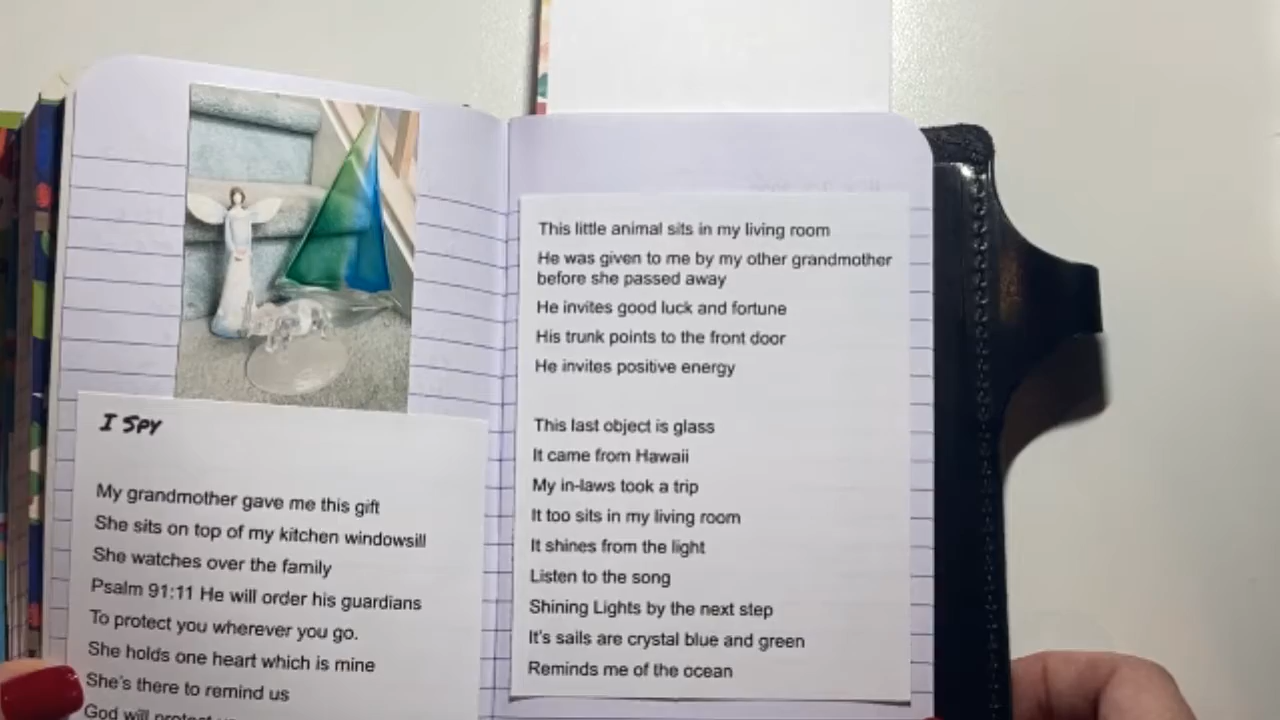 I SPY
My grandmother gave me this gift
She sits on top of my kitchen windowsill
She watches over the family
Psalm 91:11 He will order his guardians
To protect you wherever you go.
She holds one heart which is mine
She's there to remind us
God will protect
This little animal sits in my living room
He was given to me by my other grandmother
before she passed away
He invites good luck and fortune
His trunk points to the front door
He invites positive energy
This last object is glass
It came from Hawaii
My in-laws took a trip
It too sits in my living room
It shines from the light
Listen to the song
Shining Lights by the next step
It's sails are crystal blue and green
Reminds me of the ocean